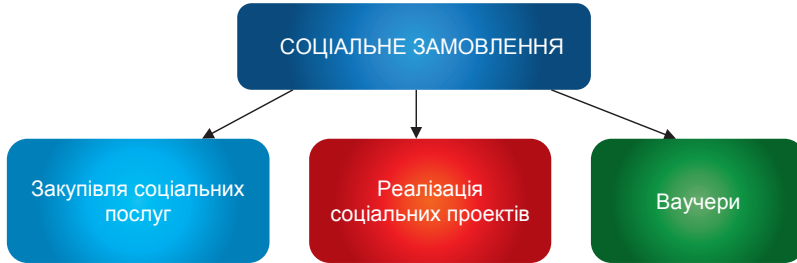 СОЦІАЛЬНЕ ЗАМОВЛЕННЯ
Закупівля соціальних
послуг
Реалізація
соціальних проектів
Ваучери